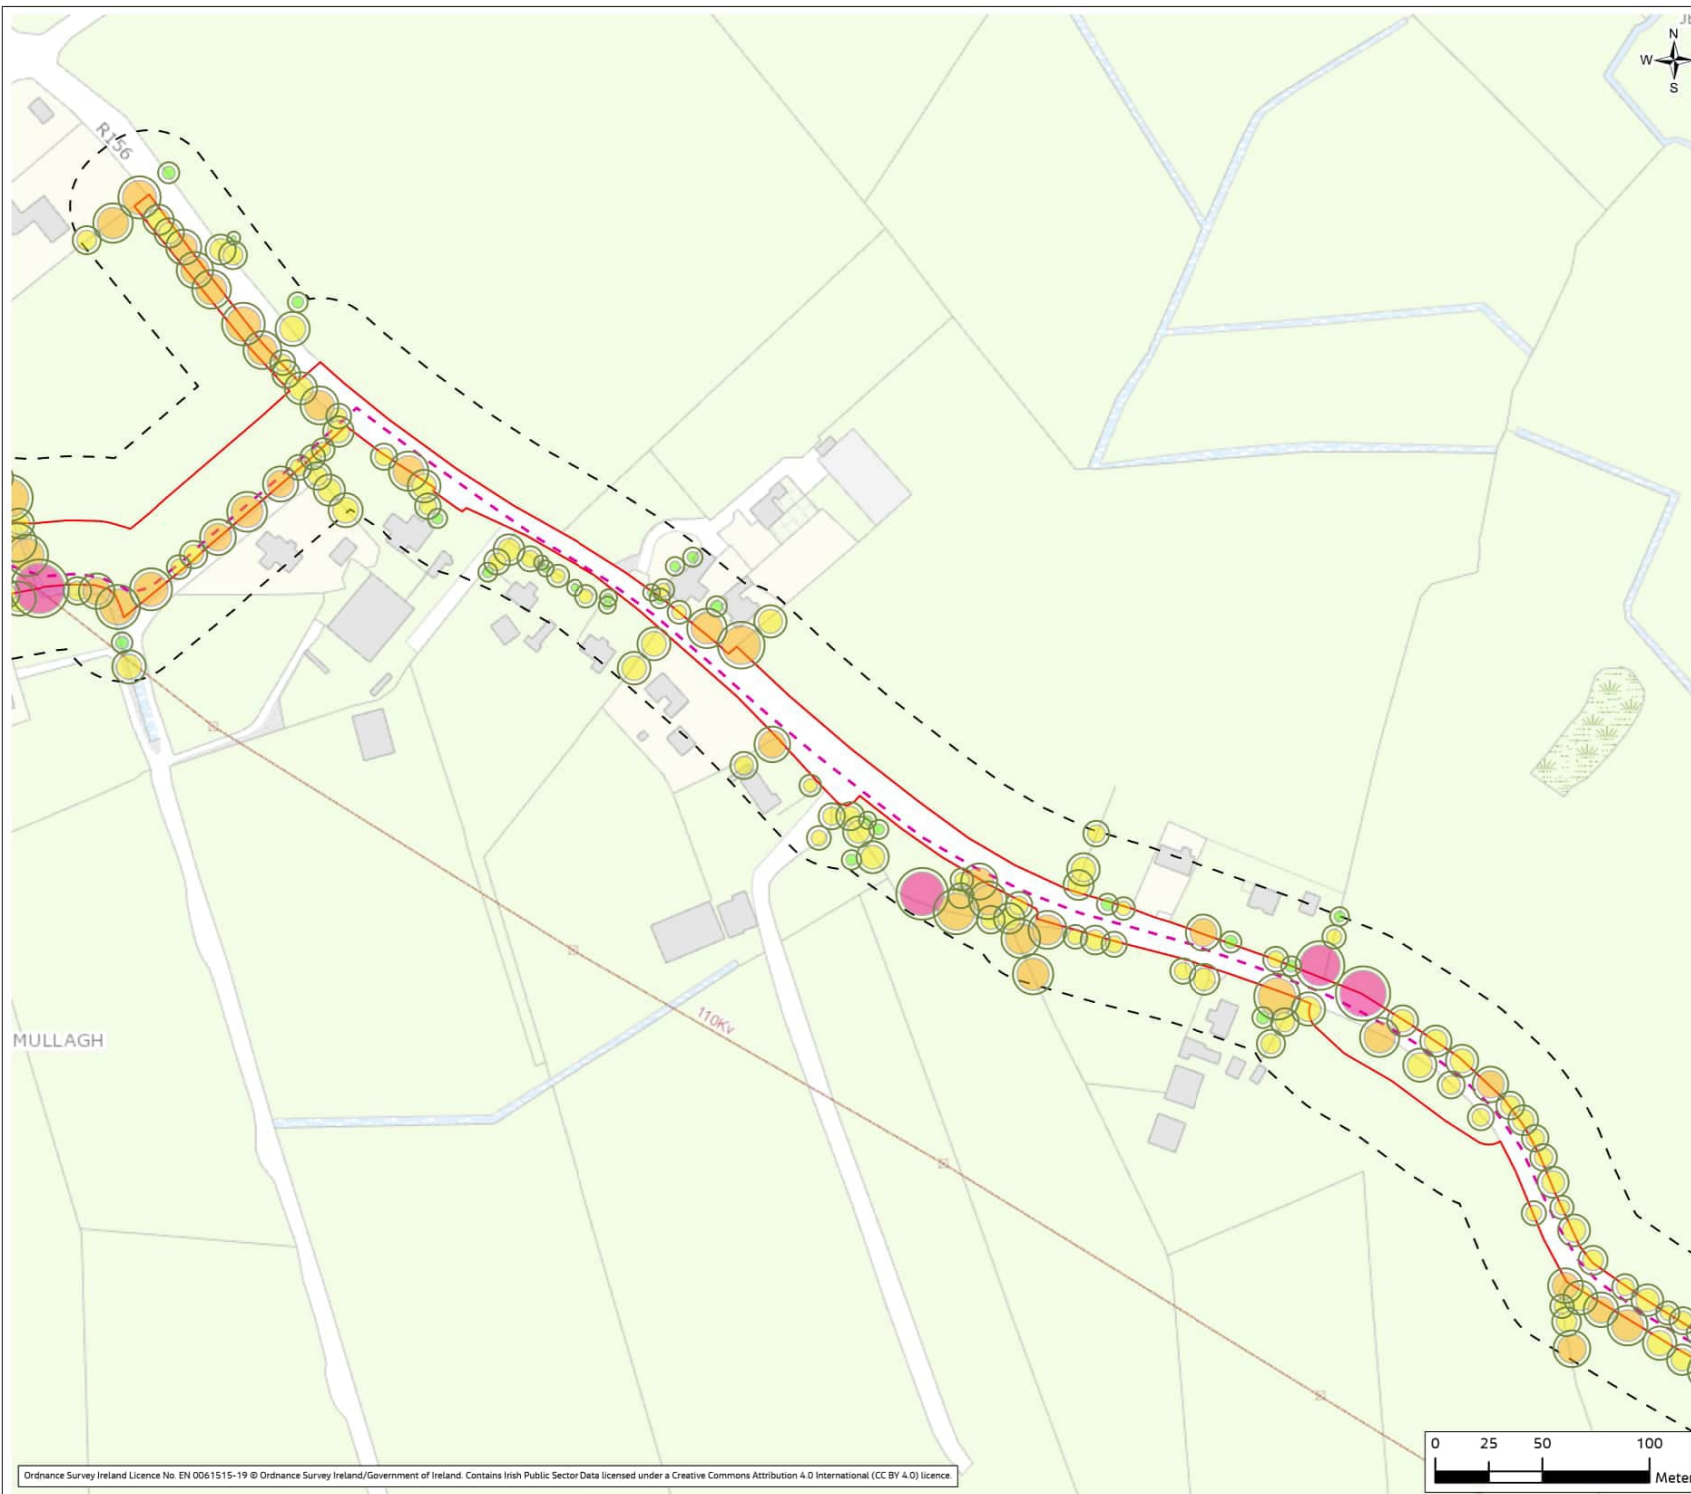 N
W
S
R156
110Kv
MULLAGH
0 25 50 100
Meter
Ordnance Survey Ireland Licence No. EN 0061515-19 © Ordnance Survey Ireland/Government of Ireland. Contains Irish Public Sector Data licensed under a Creative Commons Attribution 4.0 International (CC BY 4.0) licence.